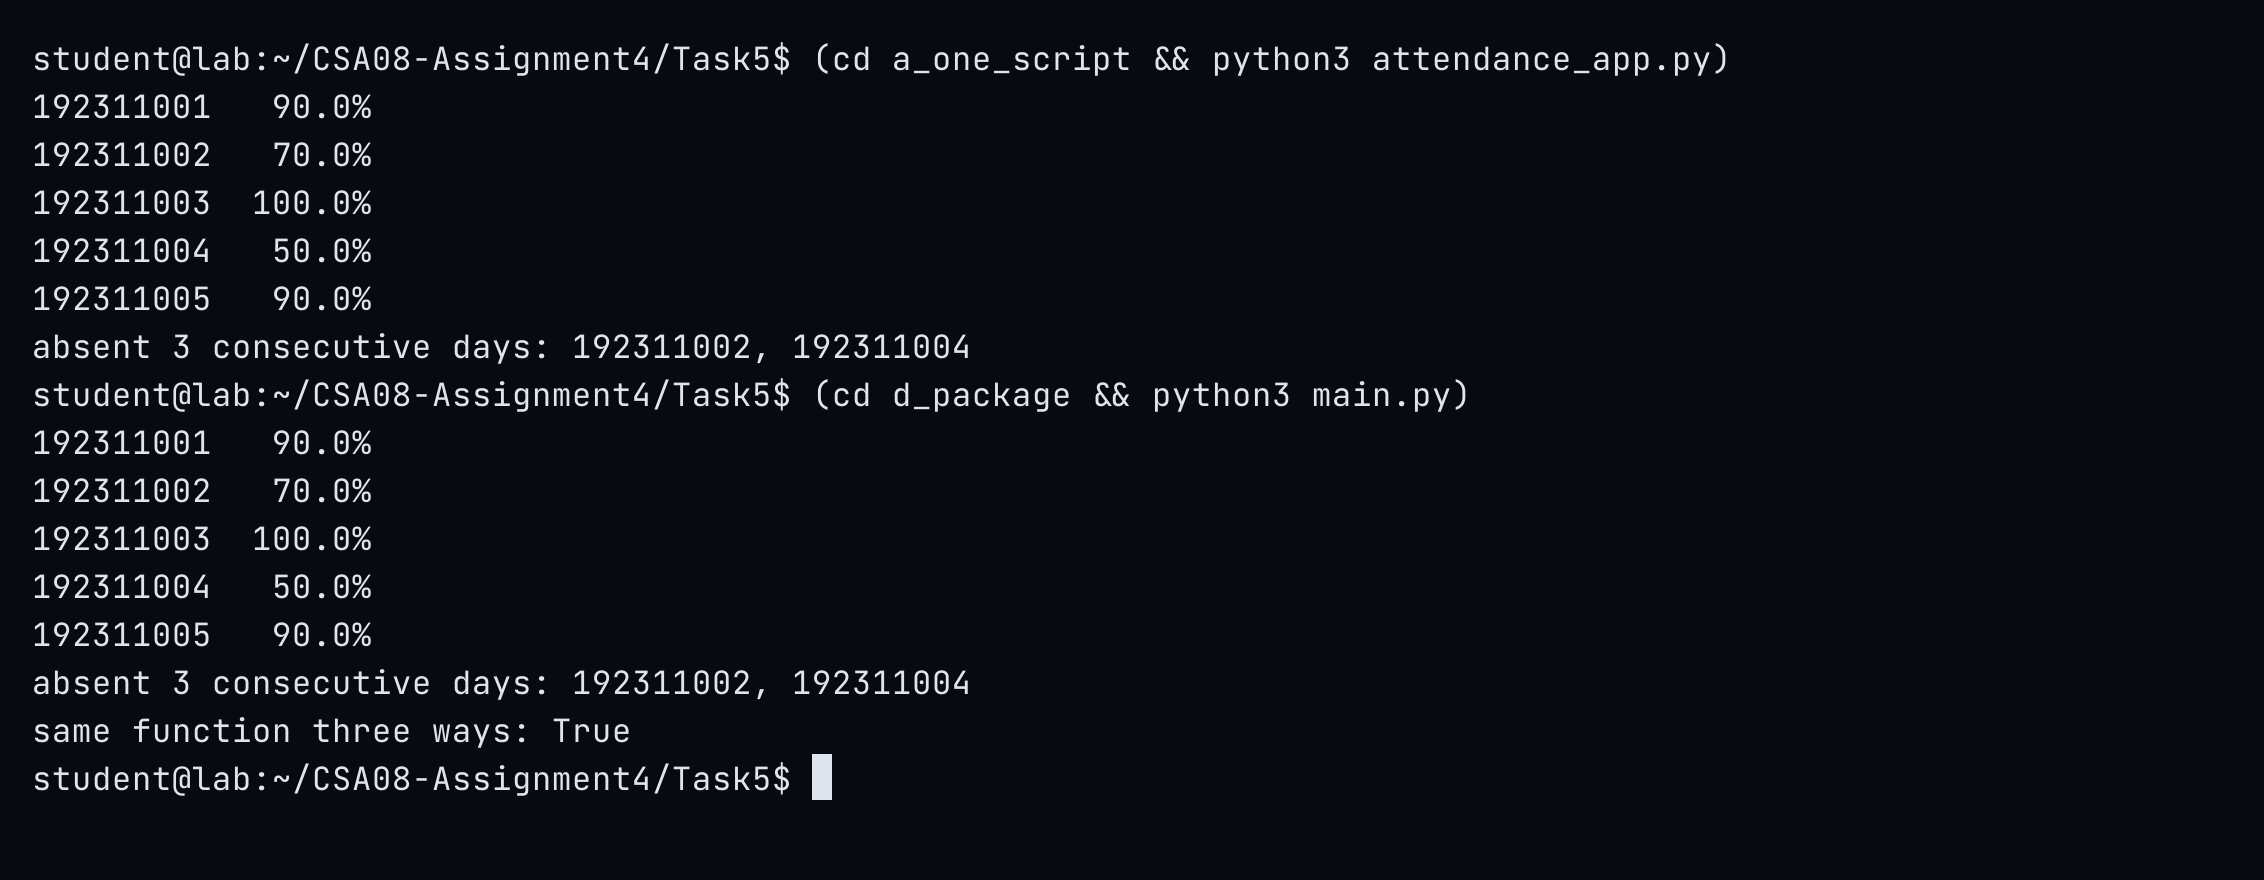 student@lab:~/CSA08-Assignment4/Task5$ (cd a_one_script && python3 attendance_app.py)
192311001   90.0%
192311002   70.0%
192311003  100.0%
192311004   50.0%
192311005   90.0%
absent 3 consecutive days: 192311002, 192311004
student@lab:~/CSA08-Assignment4/Task5$ (cd d_package && python3 main.py)
192311001   90.0%
192311002   70.0%
192311003  100.0%
192311004   50.0%
192311005   90.0%
absent 3 consecutive days: 192311002, 192311004
same function three ways: True
student@lab:~/CSA08-Assignment4/Task5$